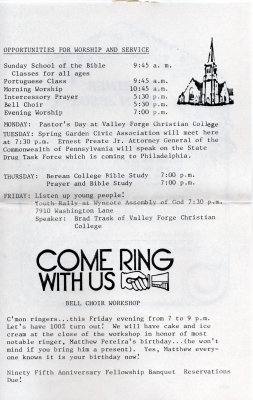 OPPORTUNITIES FOR WORSHIP AND SERVICE
Sunday School of the Bible 9:45 a. m.
Classes for all ages
Portuguese Class 9:45 a.m.
Morning Worship 10:45 a.m.
Intercessory Prayer 5:30 p.m.
Bell Choir 5:30 p.m.
Evening Worship 7:00 p.m.
MONDAY: Pastor's Day at Valley Forge Christian College
TUESDAY: Spring Garden Civic Association will meet here
at 7:30 p.m. Ernest Preate Jr. Attorney General of the
Commonwealth of Pennsylvania will speak on the State
Drug Task Force which is coming to Philadelphia.
THURSDAY: Berean College Bible Study 7:00 p.m.
Prayer and Bible Study 7:00 p.m.
FRIDAY: Listen up young people!
Youth Rally at Wyncote Assembly of God 7:30 p.m.
7910 Washington Lane
Speaker: Brad Trask of Valley Forge Christian
College
COME RING
WITH US
BELL CHOIR WORKSHOP
C'mon ringers...this Friday evening from 7 to 9 p.m.
Let's have 100% turn out! We will have cake and ice
cream at the close of the workshop in honor of most
notable ringer, Matthew Pereira's birthday...(he won't
mind if you bring him a present). Yes, Matthew every-
one knows it is your birthday now!
Ninety Fifth Anniversary Fellowship Banquet Reservations
Due!